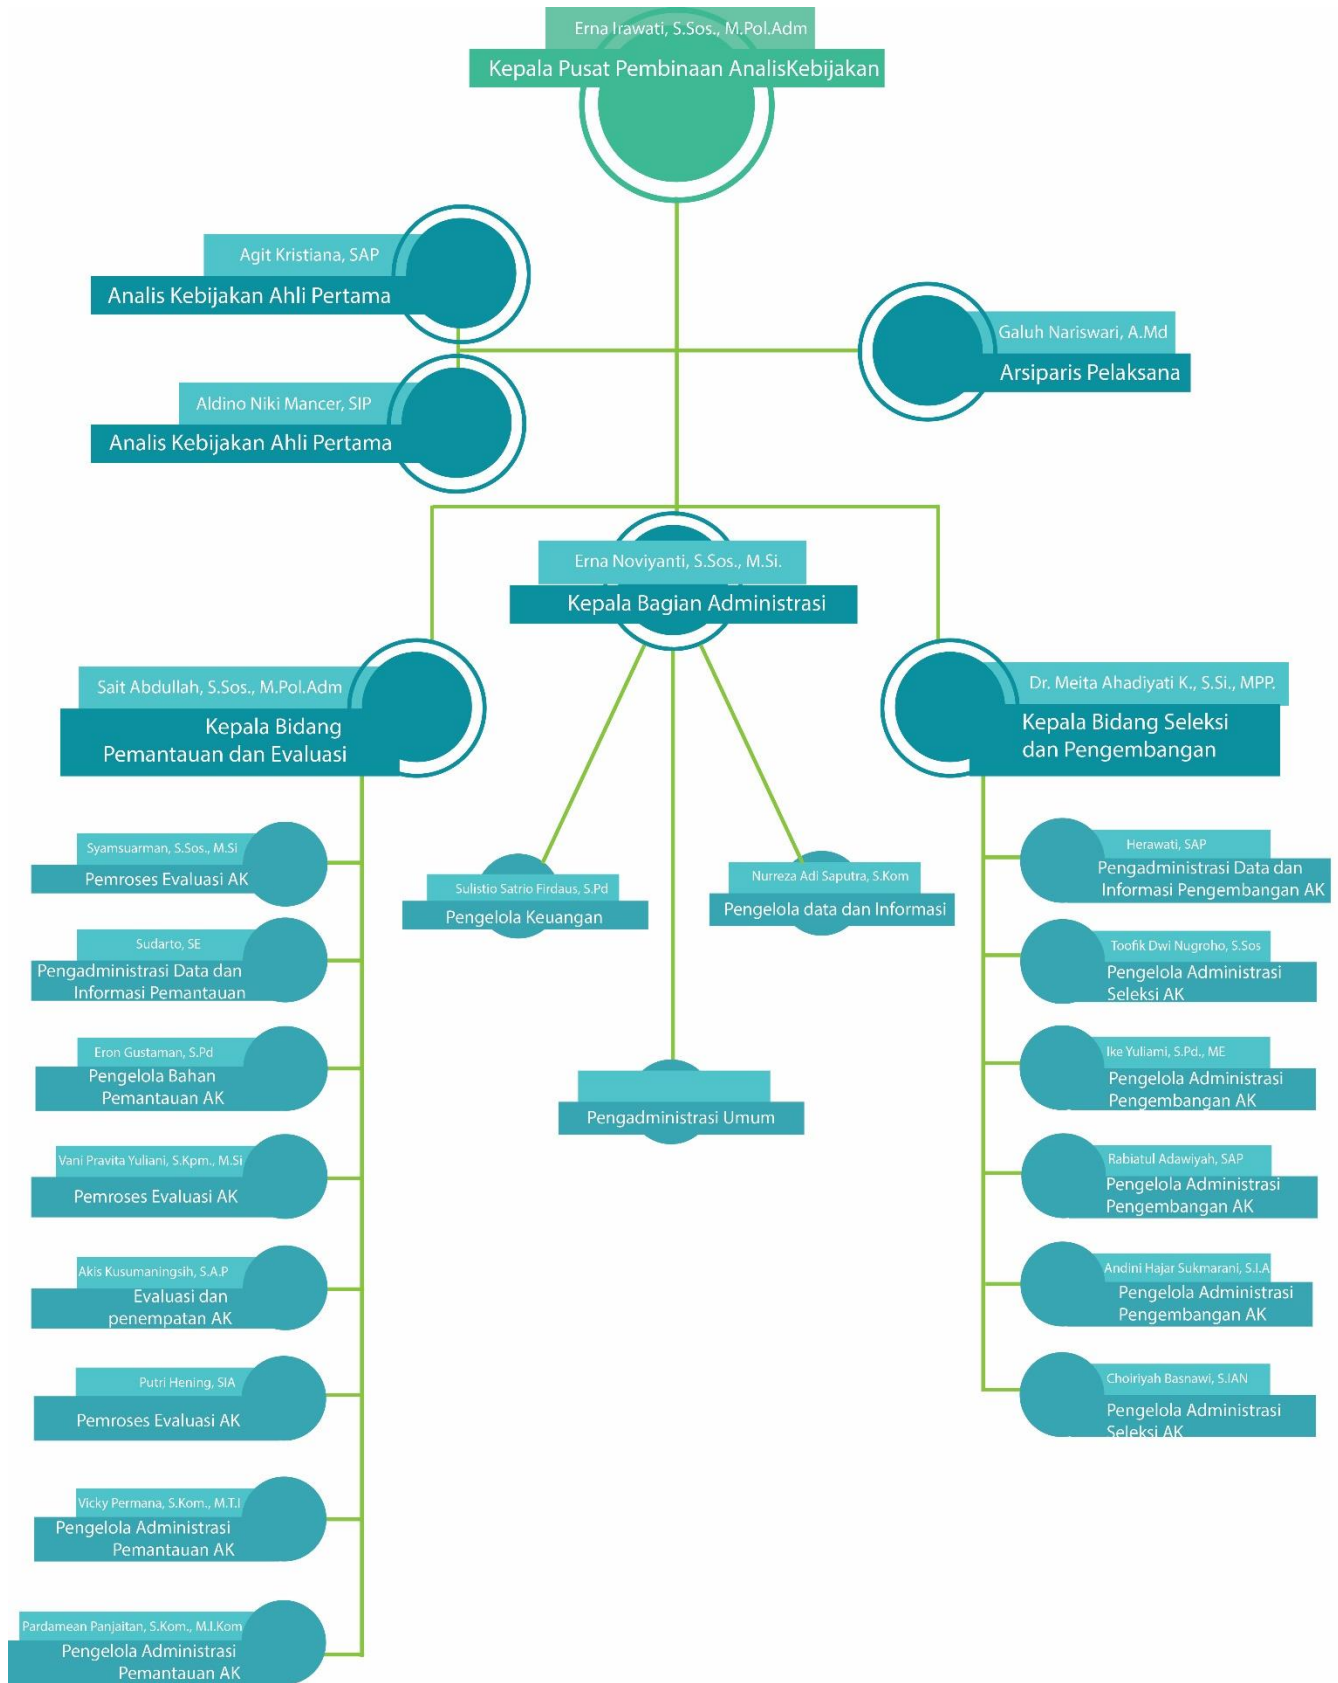 Erna Irawati, S.Sos., M.Pol.Adm
Kepala Pusat Pembinaan AnalisKebijakan
Agit Kristiana, SAP
Analis Kebijakan Ahli Pertama
Galuh Nariswari, A.Md
Arsiparis Pelaksana
Aldino Niki Mancer, SIP
Analis Kebijakan Ahli Pertama
Erna Noviyanti, S.Sos., M.Si.
Kepala Bagian Administrasi
Sait Abdullah, S.Sos., M.Pol.Adm
Kepala Bidang
Pemantauan dan Evaluasi
Dr. Meita Ahadiyati K., S.Si., MPP.
Kepala Bidang Seleksi
dan Pengembangan
Syamsuarman, S.Sos., M.Si
Pemroses Evaluasi AK
Sudarto, SE
Pengadministrasi Data dan
Informasi Pemantauan
Eron Gustaman, S.Pd
Pengelola Bahan
Pemantauan AK
Vani Pravita Yuliani, S.Kpm., M.Si
Pemroses Evaluasi AK
Akis Kusumaningsih, S.A.P
Evaluasi dan
penempatan AK
Putri Hening, SIA
Pemroses Evaluasi AK
Vicky Permana, S.Kom., M.T.I
Pengelola Administrasi
Pemantauan AK
Pardamean Panjaitan, S.Kom., M.I.Kom
Pengelola Administrasi
Pemantauan AK
Sulistio Satrio Firdaus, S.Pd
Pengelola Keuangan
Nurreza Adi Saputra, S.Kom
Pengelola data dan Informasi
Pengadministrasi Umum
Herawati, SAP
Pengadministrasi Data dan
Informasi Pengembangan AK
Toofik Dwi Nugroho, S.Sos
Pengelola Administrasi
Seleksi AK
Ike Yuliami, S.Pd., ME
Pengelola Administrasi
Pengembangan AK
Rabiatul Adawiyah, SAP
Pengelola Administrasi
Pengembangan AK
Andini Hajar Sukmarani, S.I.A
Pengelola Administrasi
Pengembangan AK
Choiriyah Basnawi, S.IAN
Pengelola Administrasi
Seleksi AK